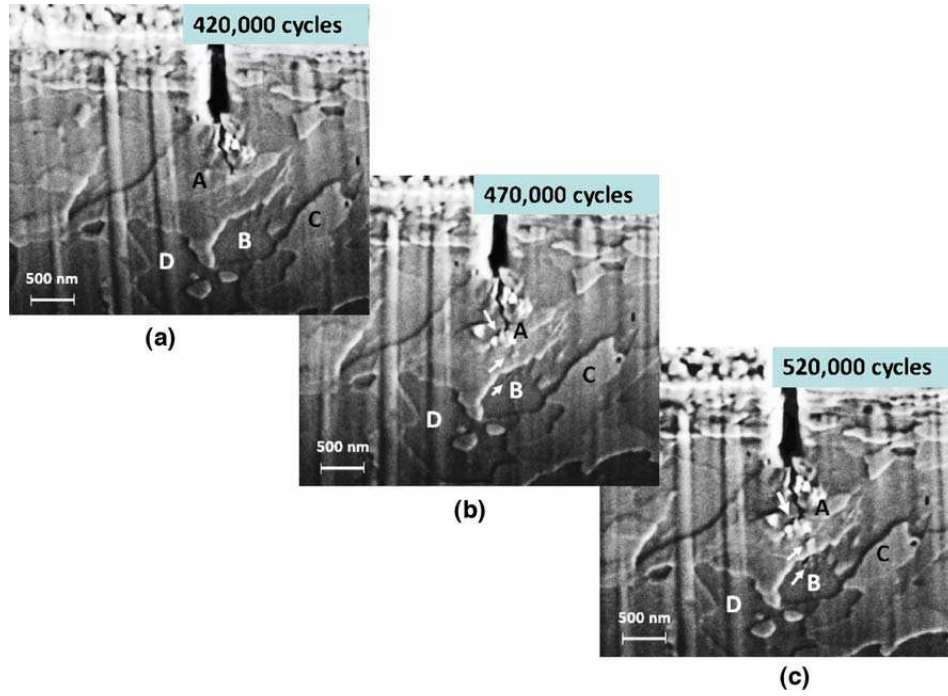 420,000 cycles
A
C
B
D
500 nm
(a)
470,000 cycles
A
C
B
D
500 nm
(b)
520,000 cycles
A
C
B
D
500 nm
(c)